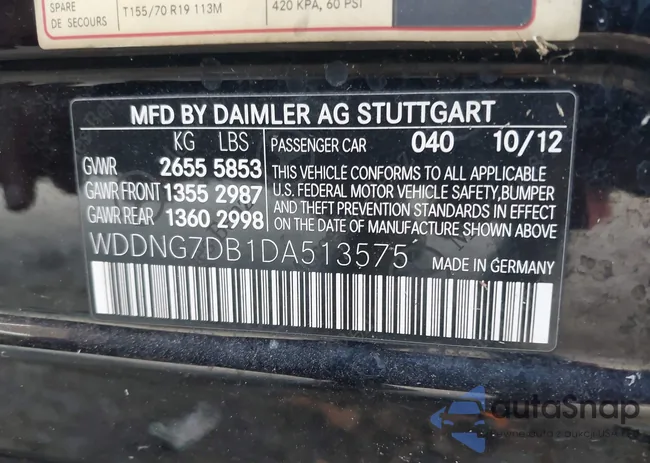 SPARE
DE SECOURS
T155/70 R19 113M
420 KPA, 60 PSI
MFD BY DAIMLER AG STUTTGART
KG LBS
PASSENGER CAR 040 10/12
GVWR 2655 5853
GAWR FRONT 1355 2987
GAWR REAR 1360 2998
THIS VEHICLE CONFORMS TO ALL APPLICABLE
U.S. FEDERAL MOTOR VEHICLE SAFETY, BUMPER
AND THEFT PREVENTION STANDARDS IN EFFECT
ON THE DATE OF MANUFACTURE SHOWN ABOVE.
WDDNG7DB1DA513575
MADE IN GERMANY
autoSnap